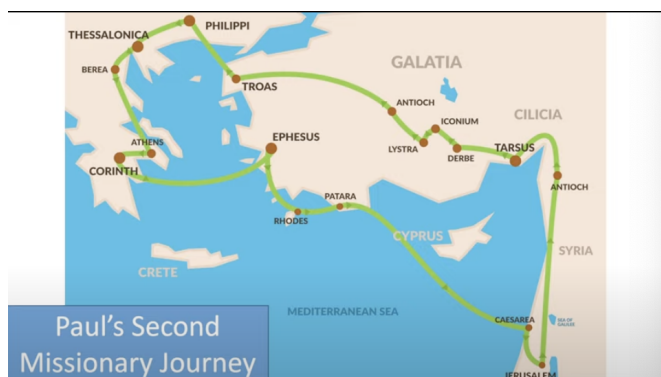 PHILIPPI
THESSALONICA
BEREA
TROAS
GALATIA
ANTIOCH
ICONIUM
CILICIA
LYSTRA
DERBE
TARSUS
ATHENS
EPHESUS
CORINTH
ANTIOCH
PATARA
RHODES
CYPRUS
SYRIA
CRETE
MEDITERRANEAN SEA
CAESAREA
SEA OF
GALILEE
JERUSALEM
Paul's Second
Missionary Journey